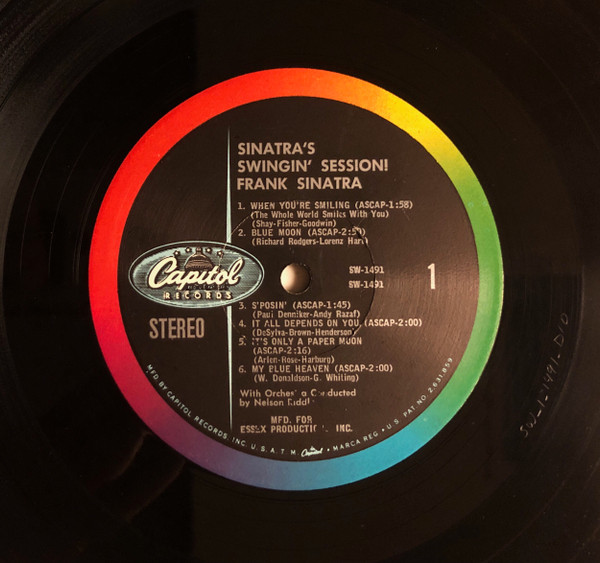 SINATRA'S
SWINGIN' SESSION!
FRANK SINATRA
1. WHEN YOU'RE SMILING (ASCAP-1:58)
(The Whole World Smiles With You)
(Shay-Fisher-Goodwin)
2. BLUE MOON (ASCAP-2:
(Richard Rodgers-Lorenz Hart)
SW-1491
SW-1491
1
Capitol
RECORDS
STEREO
3. S'POSIN' (ASCAP-1:45)
(Paul Denniker-Andy Razaf)
4. IT ALL DEPENDS ON YOU (ASCAP-2:00)
(DeSylva-Brown-Henderson)
5. IT'S ONLY A PAPER MOON
(ASCAP-2:16)
(Arlen-Rose-Harburg)
6. MY BLUE HEAVEN (ASCAP-2:00)
(W. Donaldson-G. Whiting)
With Orchestra Conducted
by Nelson Riddle
MFD. FOR
ESSEX PRODUCTIONS, INC.
MFD BY CAPITOL RECORDS, INC. U.S.A. T.M. Capitol • MARCA REG. • U.S. PAT. NO. 2,631,859
SW-1-1491-D10